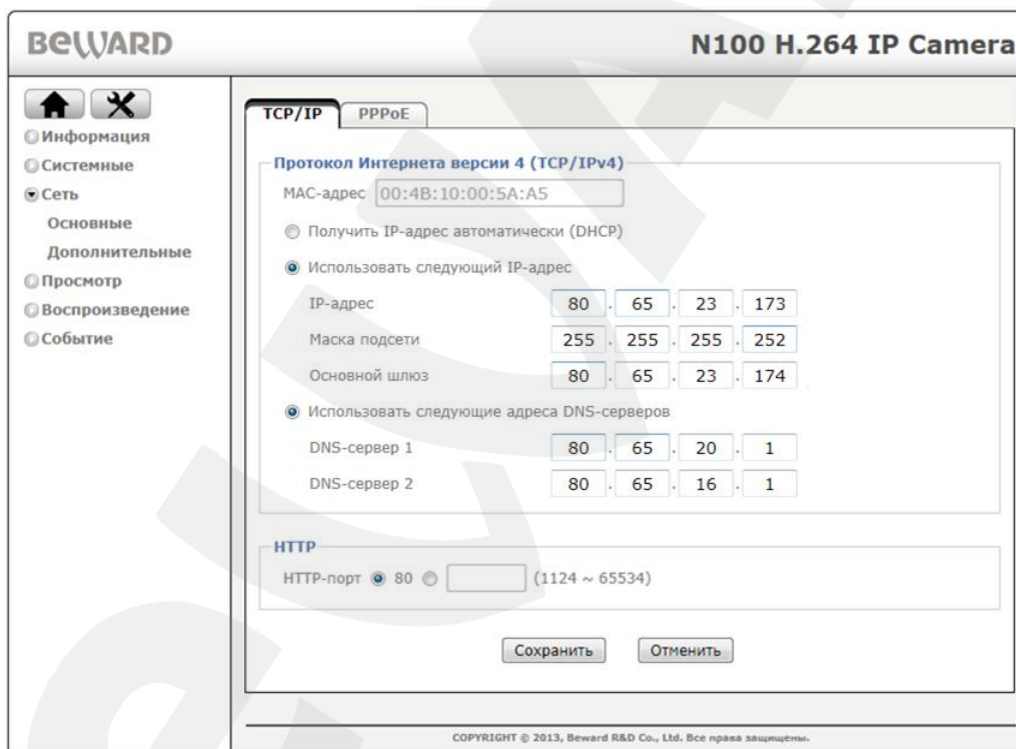 BEWARD
N100 H.264 IP Camera
Информация
Системные
Сеть
Основные
Дополнительные
Просмотр
Воспроизведение
Событие
TCP/IP PPPoE
Протокол Интернета версии 4 (TCP/IPv4)
MAC-адрес 00:4B:10:00:5A:A5
Получить IP-адрес автоматически (DHCP)
Использовать следующий IP-адрес
IP-адрес 80 . 65 . 23 . 173
Маска подсети 255 . 255 . 255 . 252
Основной шлюз 80 . 65 . 23 . 174
Использовать следующие адреса DNS-серверов
DNS-сервер 1 80 . 65 . 20 . 1
DNS-сервер 2 80 . 65 . 16 . 1
HTTP
HTTP-порт 80 (1124 ~ 65534)
Сохранить Отменить
COPYRIGHT © 2013, Beward R&D Co., Ltd. Все права защищены.